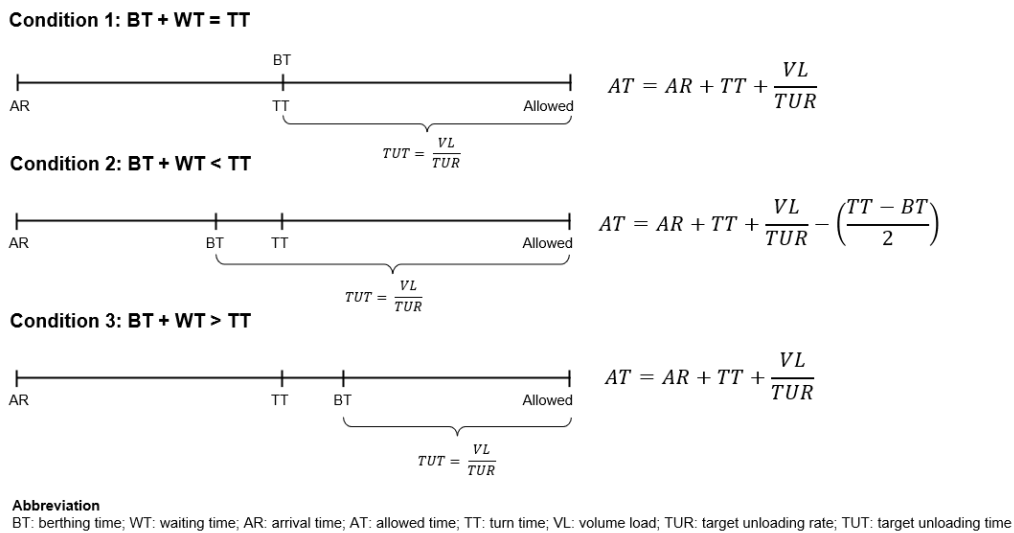 Condition 1: BT + WT = TT
BT
AR
TT
Allowed
AT = AR + TT + VL/TUR
TUT = VL/TUR
Condition 2: BT + WT < TT
AR
BT
TT
Allowed
AT = AR + TT + VL/TUR − (TT − BT/2)
TUT = VL/TUR
Condition 3: BT + WT > TT
AR
TT
BT
Allowed
AT = AR + TT + VL/TUR
TUT = VL/TUR
Abbreviation
BT: berthing time; WT: waiting time; AR: arrival time; AT: allowed time; TT: turn time; VL: volume load; TUR: target unloading rate; TUT: target unloading time